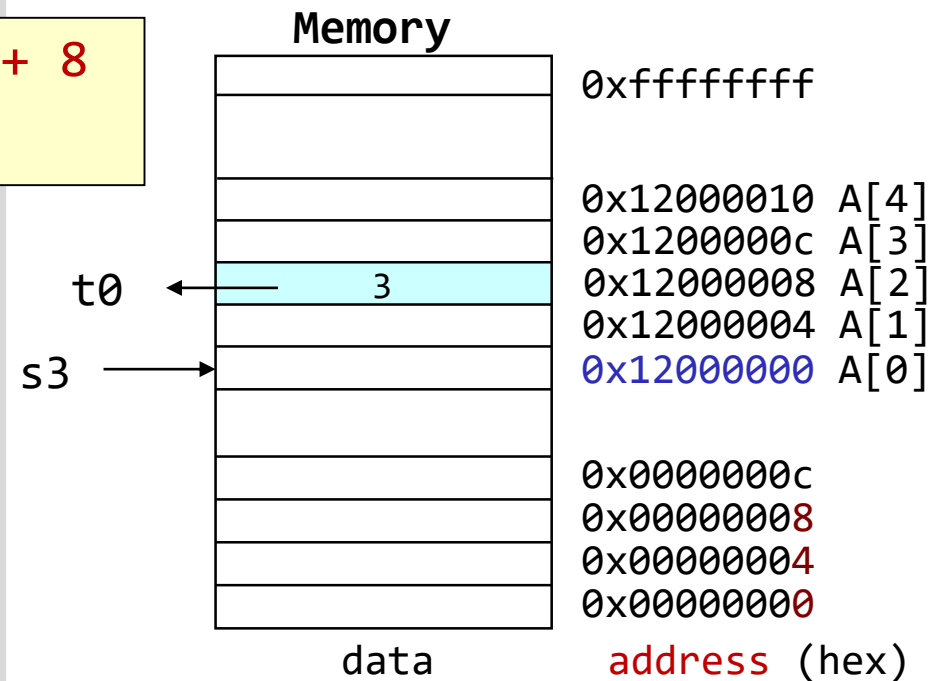 + 8
Memory
0xffffffff
0x12000010 A[4]
0x1200000c A[3]
t0 3 0x12000008 A[2]
0x12000004 A[1]
s3 0x12000000 A[0]
0x0000000c
0x00000008
0x00000004
0x00000000
data address (hex)